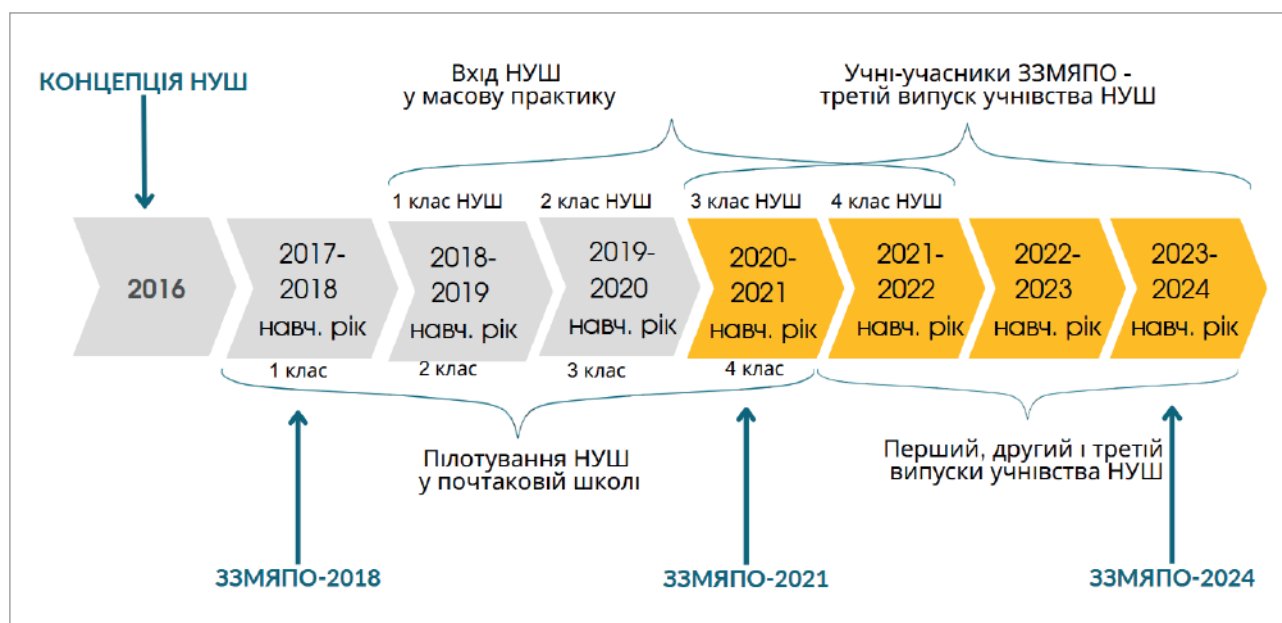 КОНЦЕПЦІЯ НУШ
Вхід НУШ
у масову практику
Учні-учасники ЗЗМЯПО -
третій випуск учнівства НУШ
1 клас НУШ
2 клас НУШ
3 клас НУШ
4 клас НУШ
2016
2017-
2018
навч. рік
2018-
2019
навч. рік
2019-
2020
навч. рік
2020-
2021
навч. рік
2021-
2022
навч. рік
2022-
2023
навч. рік
2023-
2024
навч. рік
1 клас
2 клас
3 клас
4 клас
Пілотування НУШ
у почтаковій школі
Перший, другий і третій
випуски учнівства НУШ
ЗЗМЯПО-2018
ЗЗМЯПО-2021
ЗЗМЯПО-2024